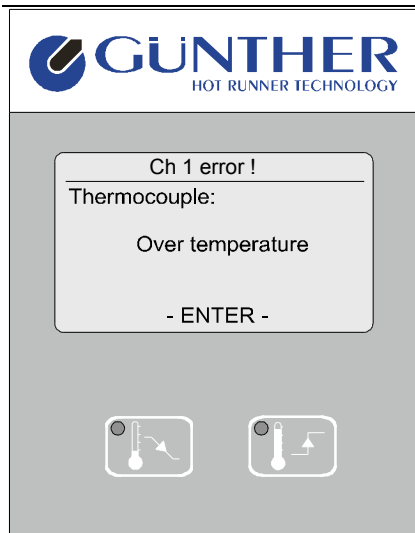 GÜNTHER
HOT RUNNER TECHNOLOGY
Ch 1 error !
Thermocouple:
Over temperature
- ENTER -